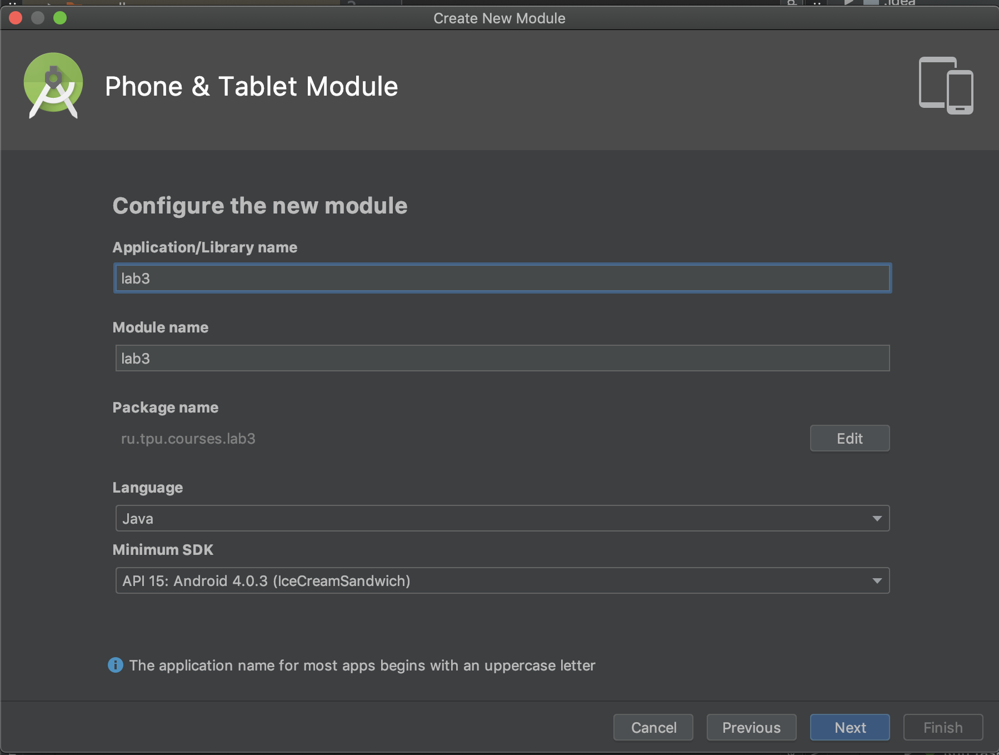 .idea
Create New Module
Phone & Tablet Module
Configure the new module
Application/Library name
lab3
Module name
lab3
Package name
ru.tpu.courses.lab3
Edit
Language
Java
Minimum SDK
API 15: Android 4.0.3 (IceCreamSandwich)
The application name for most apps begins with an uppercase letter
Cancel
Previous
Next
Finish